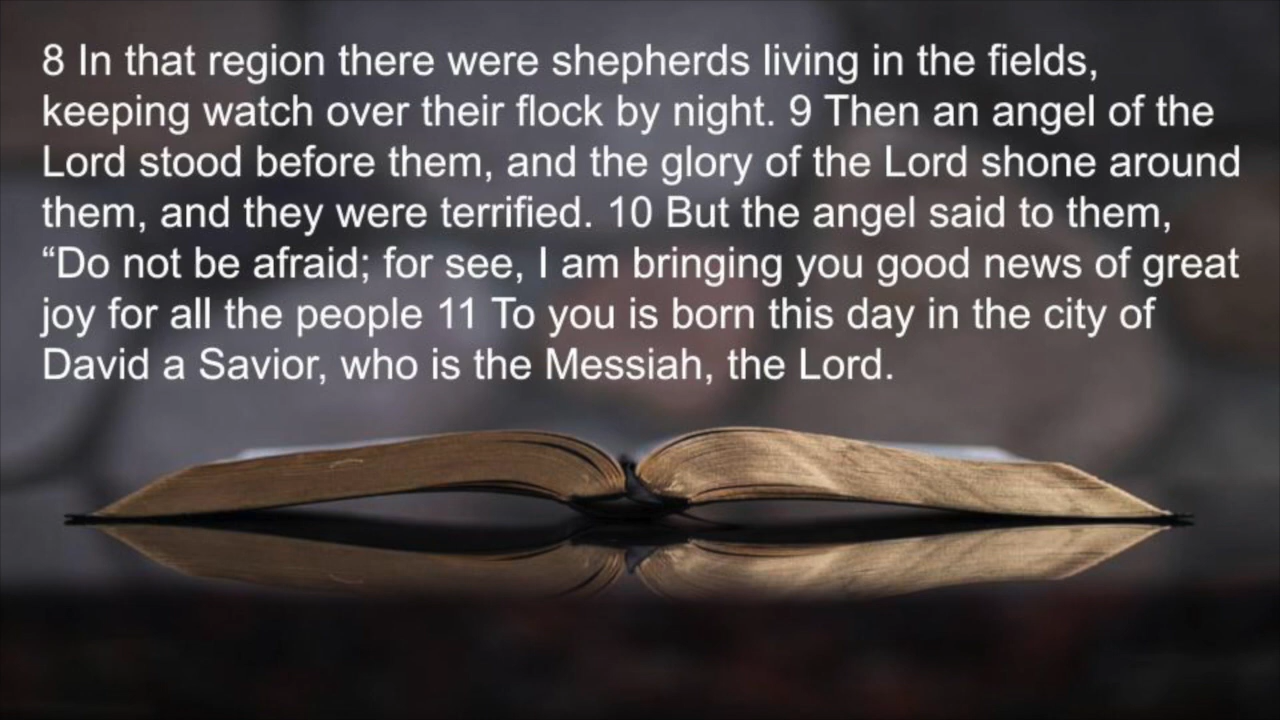 8 In that region there were shepherds living in the fields,
keeping watch over their flock by night. 9 Then an angel of the
Lord stood before them, and the glory of the Lord shone around
them, and they were terrified. 10 But the angel said to them,
“Do not be afraid; for see, I am bringing you good news of great
joy for all the people 11 To you is born this day in the city of
David a Savior, who is the Messiah, the Lord.